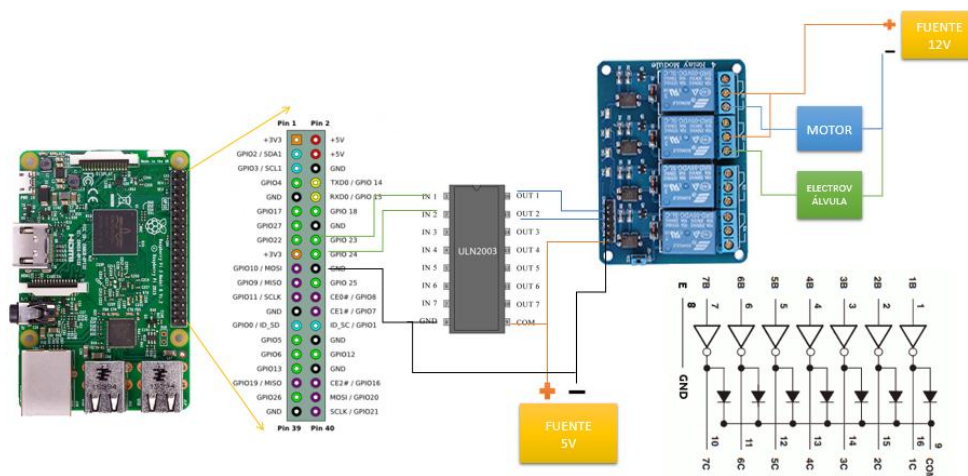 Pin 1 Pin 2
+3V3 +5V
GPIO2 / SDA1 +5V
GPIO3 / SCL1 GND
GPIO4 TXD0 / GPIO 14
GND RXD0 / GPIO 15
GPIO17 GPIO 18
GPIO27 GND
GPIO22 GPIO 23
+3V3 GPIO 24
GPIO10 / MOSI GND
GPIO9 / MISO GPIO 25
GPIO11 / SCLK CE0# / GPIO8
GND CE1# / GPIO7
GPIO0 / ID_SD ID_SC / GPIO1
GPIO5 GND
GPIO6 GPIO12
GPIO13 GND
GPIO19 / MISO CE2# / GPIO16
GPIO26 MOSI / GPIO20
GND SCLK / GPIO21
Pin 39 Pin 40
IN 1 OUT 1
IN 2 OUT 2
IN 3 OUT 3
IN 4 OUT 4
IN 5 OUT 5
IN 6 OUT 6
IN 7 OUT 7
GND COM
ULN2003
4 Relay Module
+
−
FUENTE
12V
MOTOR
ELECTROV
ÁLVULA
+
−
FUENTE
5V
E 7B 6B 5B 4B 3B 2B 1B
8 7 6 5 4 3 2 1
GND
10 11 12 13 14 15 16 9
7C 6C 5C 4C 3C 2C 1C COM
HDMI